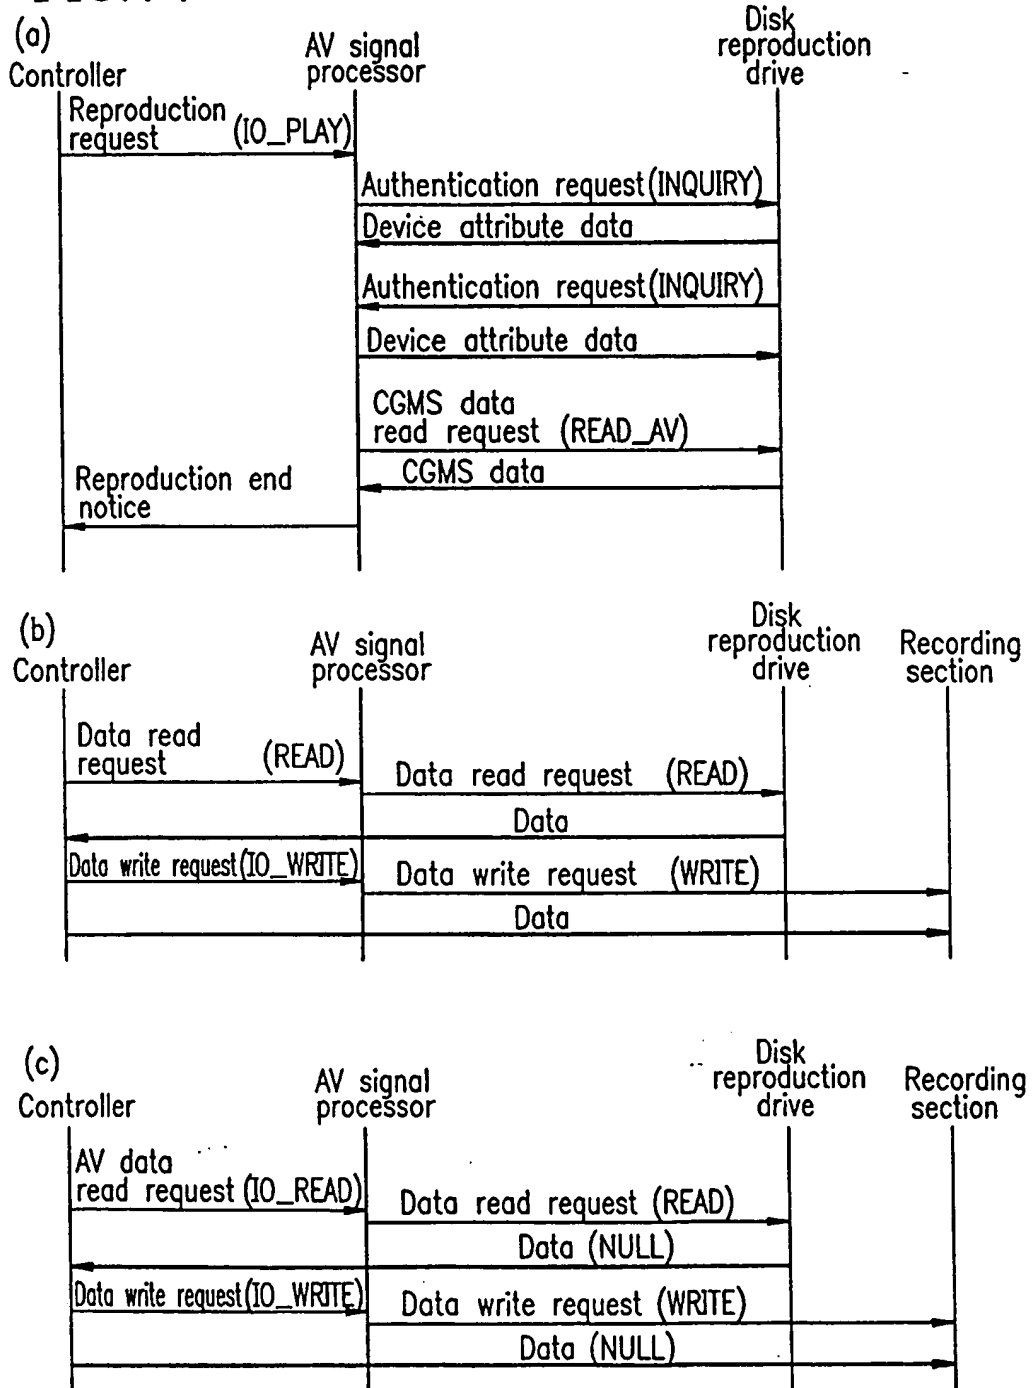 (a)
Controller
AV signal
processor
Disk
reproduction
drive
Reproduction
request (IO_PLAY)
Authentication request(INQUIRY)
Device attribute data
Authentication request(INQUIRY)
Device attribute data
CGMS data
read request (READ_AV)
CGMS data
Reproduction end
notice
(b)
Controller
AV signal
processor
Disk
reproduction
drive
Recording
section
Data read
request (READ)
Data read request (READ)
Data
Data write request(IO_WRITE)
Data write request (WRITE)
Data
(c)
Controller
AV signal
processor
Disk
reproduction
drive
Recording
section
AV data
read request(IO_READ)
Data read request (READ)
Data (NULL)
Data write request(IO_WRITE)
Data write request (WRITE)
Data (NULL)